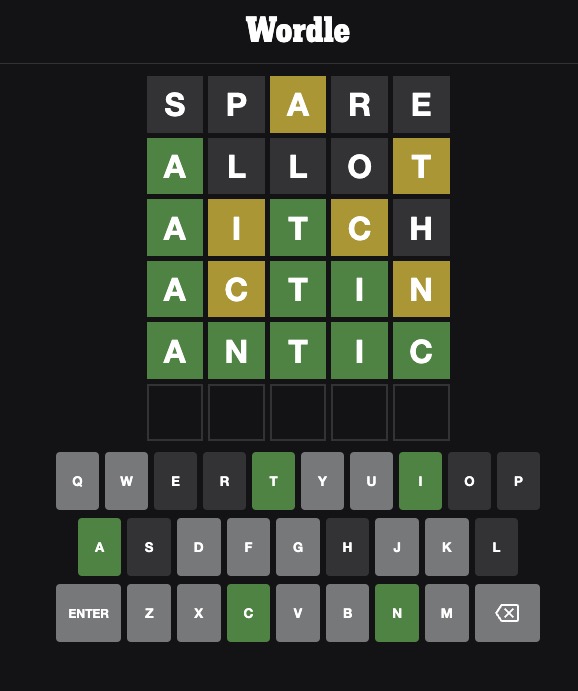 Wordle
S P A R E
A L L O T
A I T C H
A C T I N
A N T I C
Q W E R T Y U I O P
A S D F G H J K L
ENTER Z X C V B N M